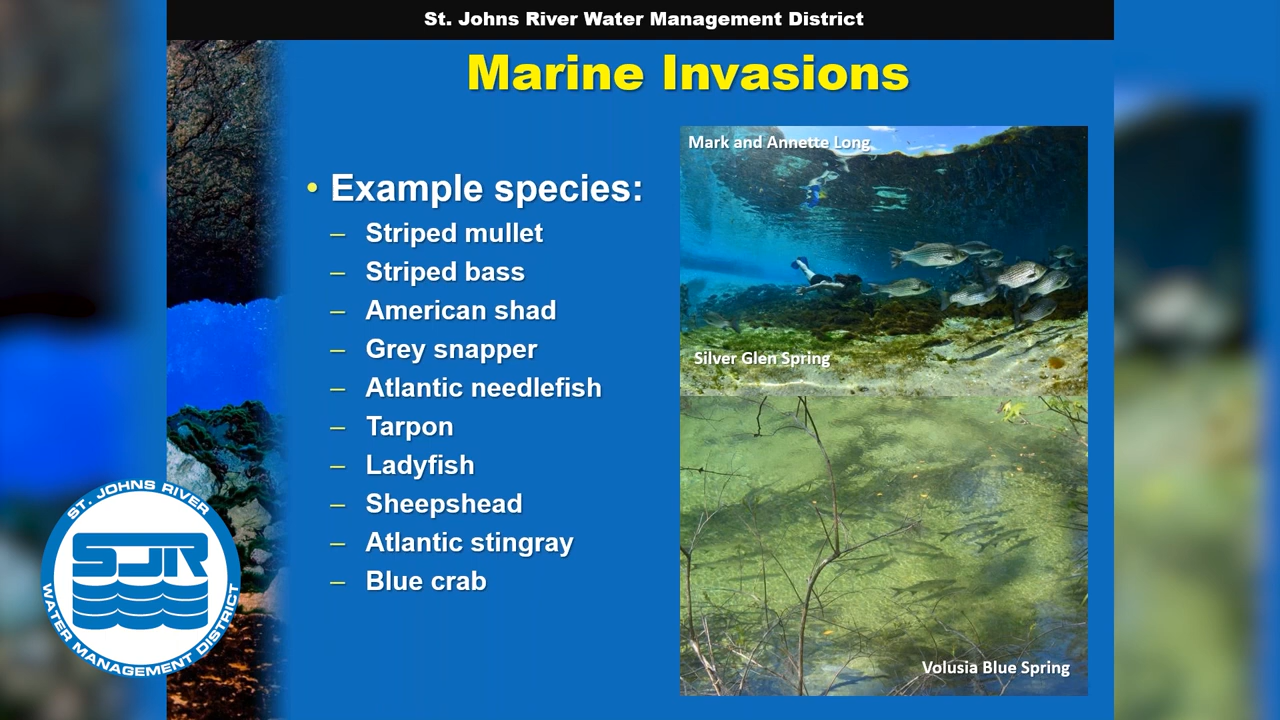 St. Johns River Water Management District
Marine Invasions
• Example species:
– Striped mullet
– Striped bass
– American shad
– Grey snapper
– Atlantic needlefish
– Tarpon
– Ladyfish
– Sheepshead
– Atlantic stingray
– Blue crab
Mark and Annette Long
Silver Glen Spring
Volusia Blue Spring
ST. JOHNS RIVER
SJR
WATER MANAGEMENT DISTRICT